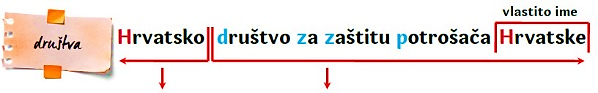 vlastito ime
društva
Hrvatsko društvo za zaštitu potrošača Hrvatske